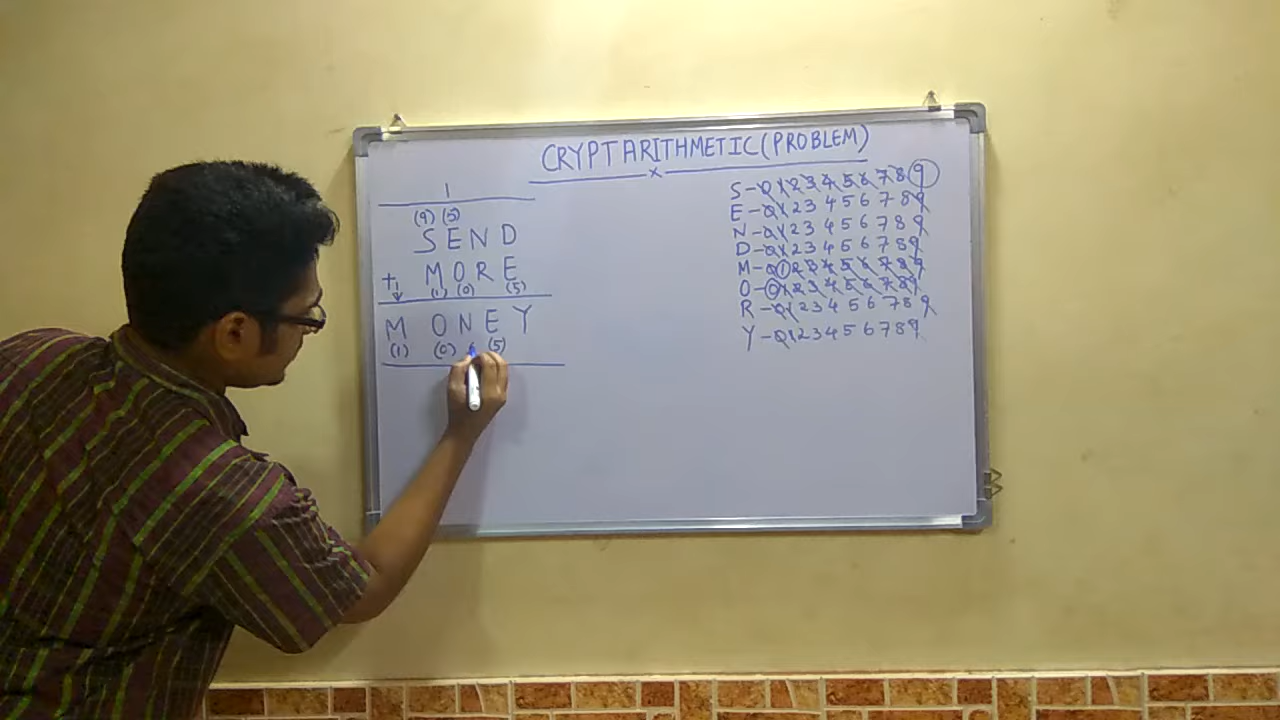 CRYPTARITHMETIC (PROBLEM)
x
1
(9) (5)
S E N D
+ 1 M O R E
(1) (0) (5)
M O N E Y
(1) (0) ( (5)
S - 0 1 2 3 4 5 6 7 8 9
E - 0 1 2 3 4 5 6 7 8 9
N - 0 1 2 3 4 5 6 7 8 9
D - 0 1 2 3 4 5 6 7 8 9
M - 0 1 2 3 4 5 6 7 8 9
O - 0 1 2 3 4 5 6 7 8 9
R - 0 1 2 3 4 5 6 7 8 9
Y - 0 1 2 3 4 5 6 7 8 9